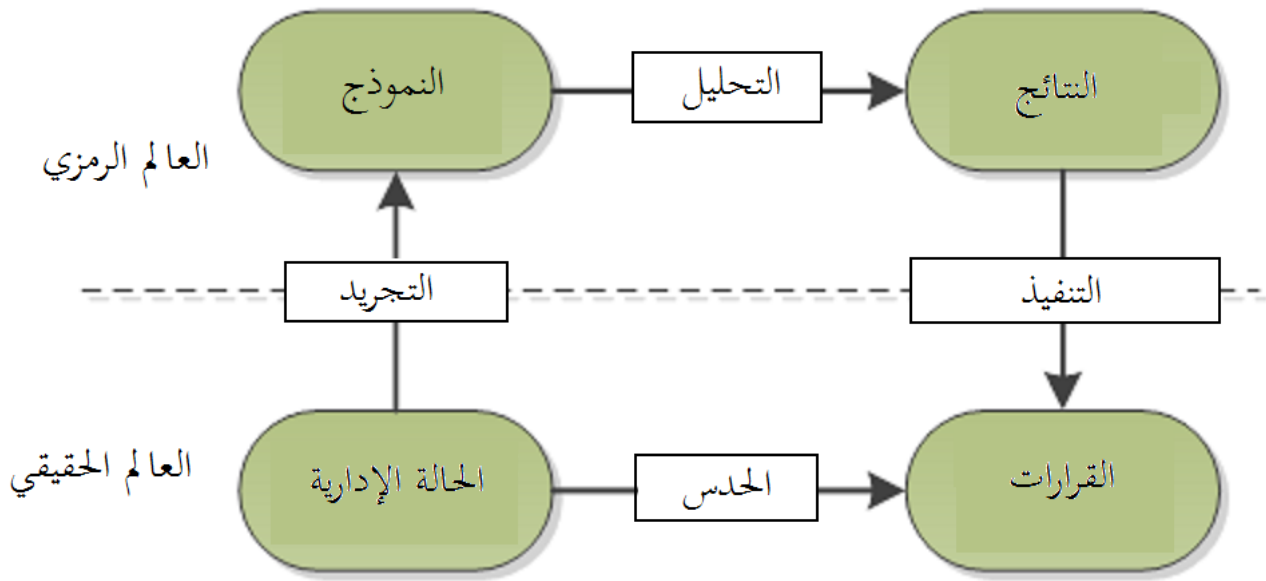 النموذج
التحليل
النتائج
العالم الرمزي
التجريد
التنفيذ
العالم الحقيقي
الحالة الإدارية
الحدس
القرارات